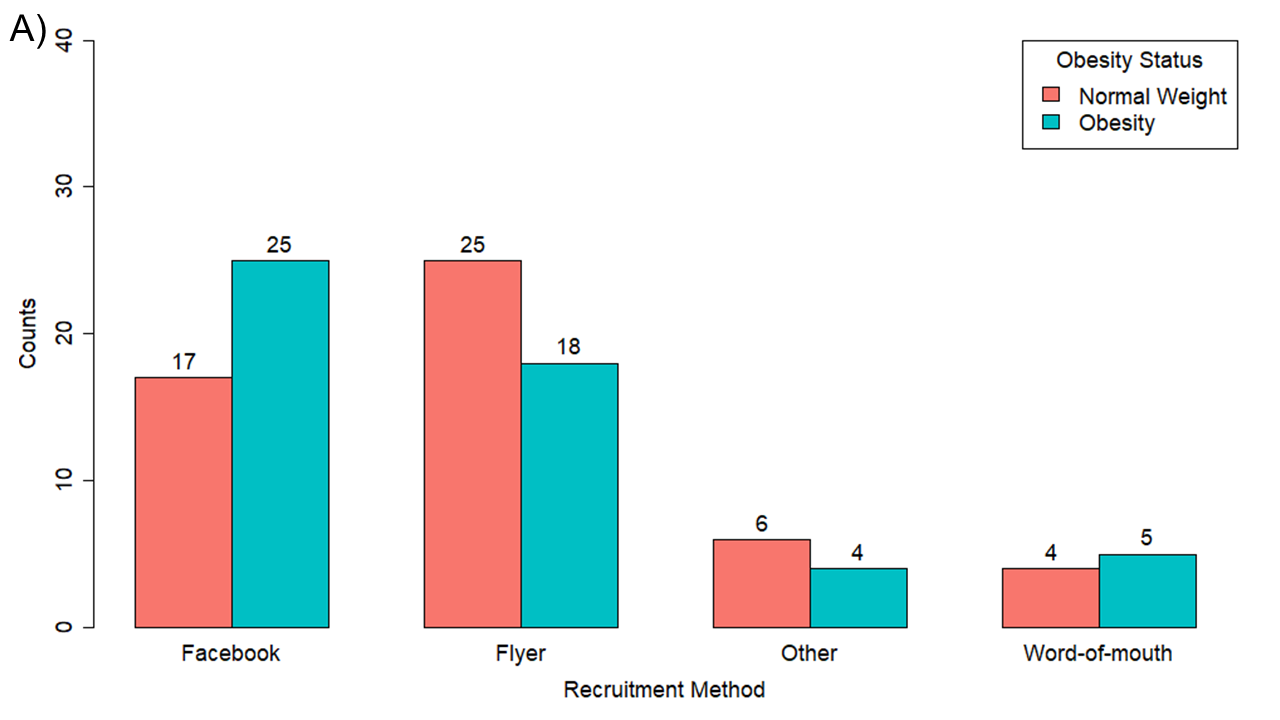 A)
Obesity Status
Normal Weight
Obesity
Counts
40
30
20
10
0
17
25
25
18
6
4
4
5
Facebook
Flyer
Other
Word-of-mouth
Recruitment Method